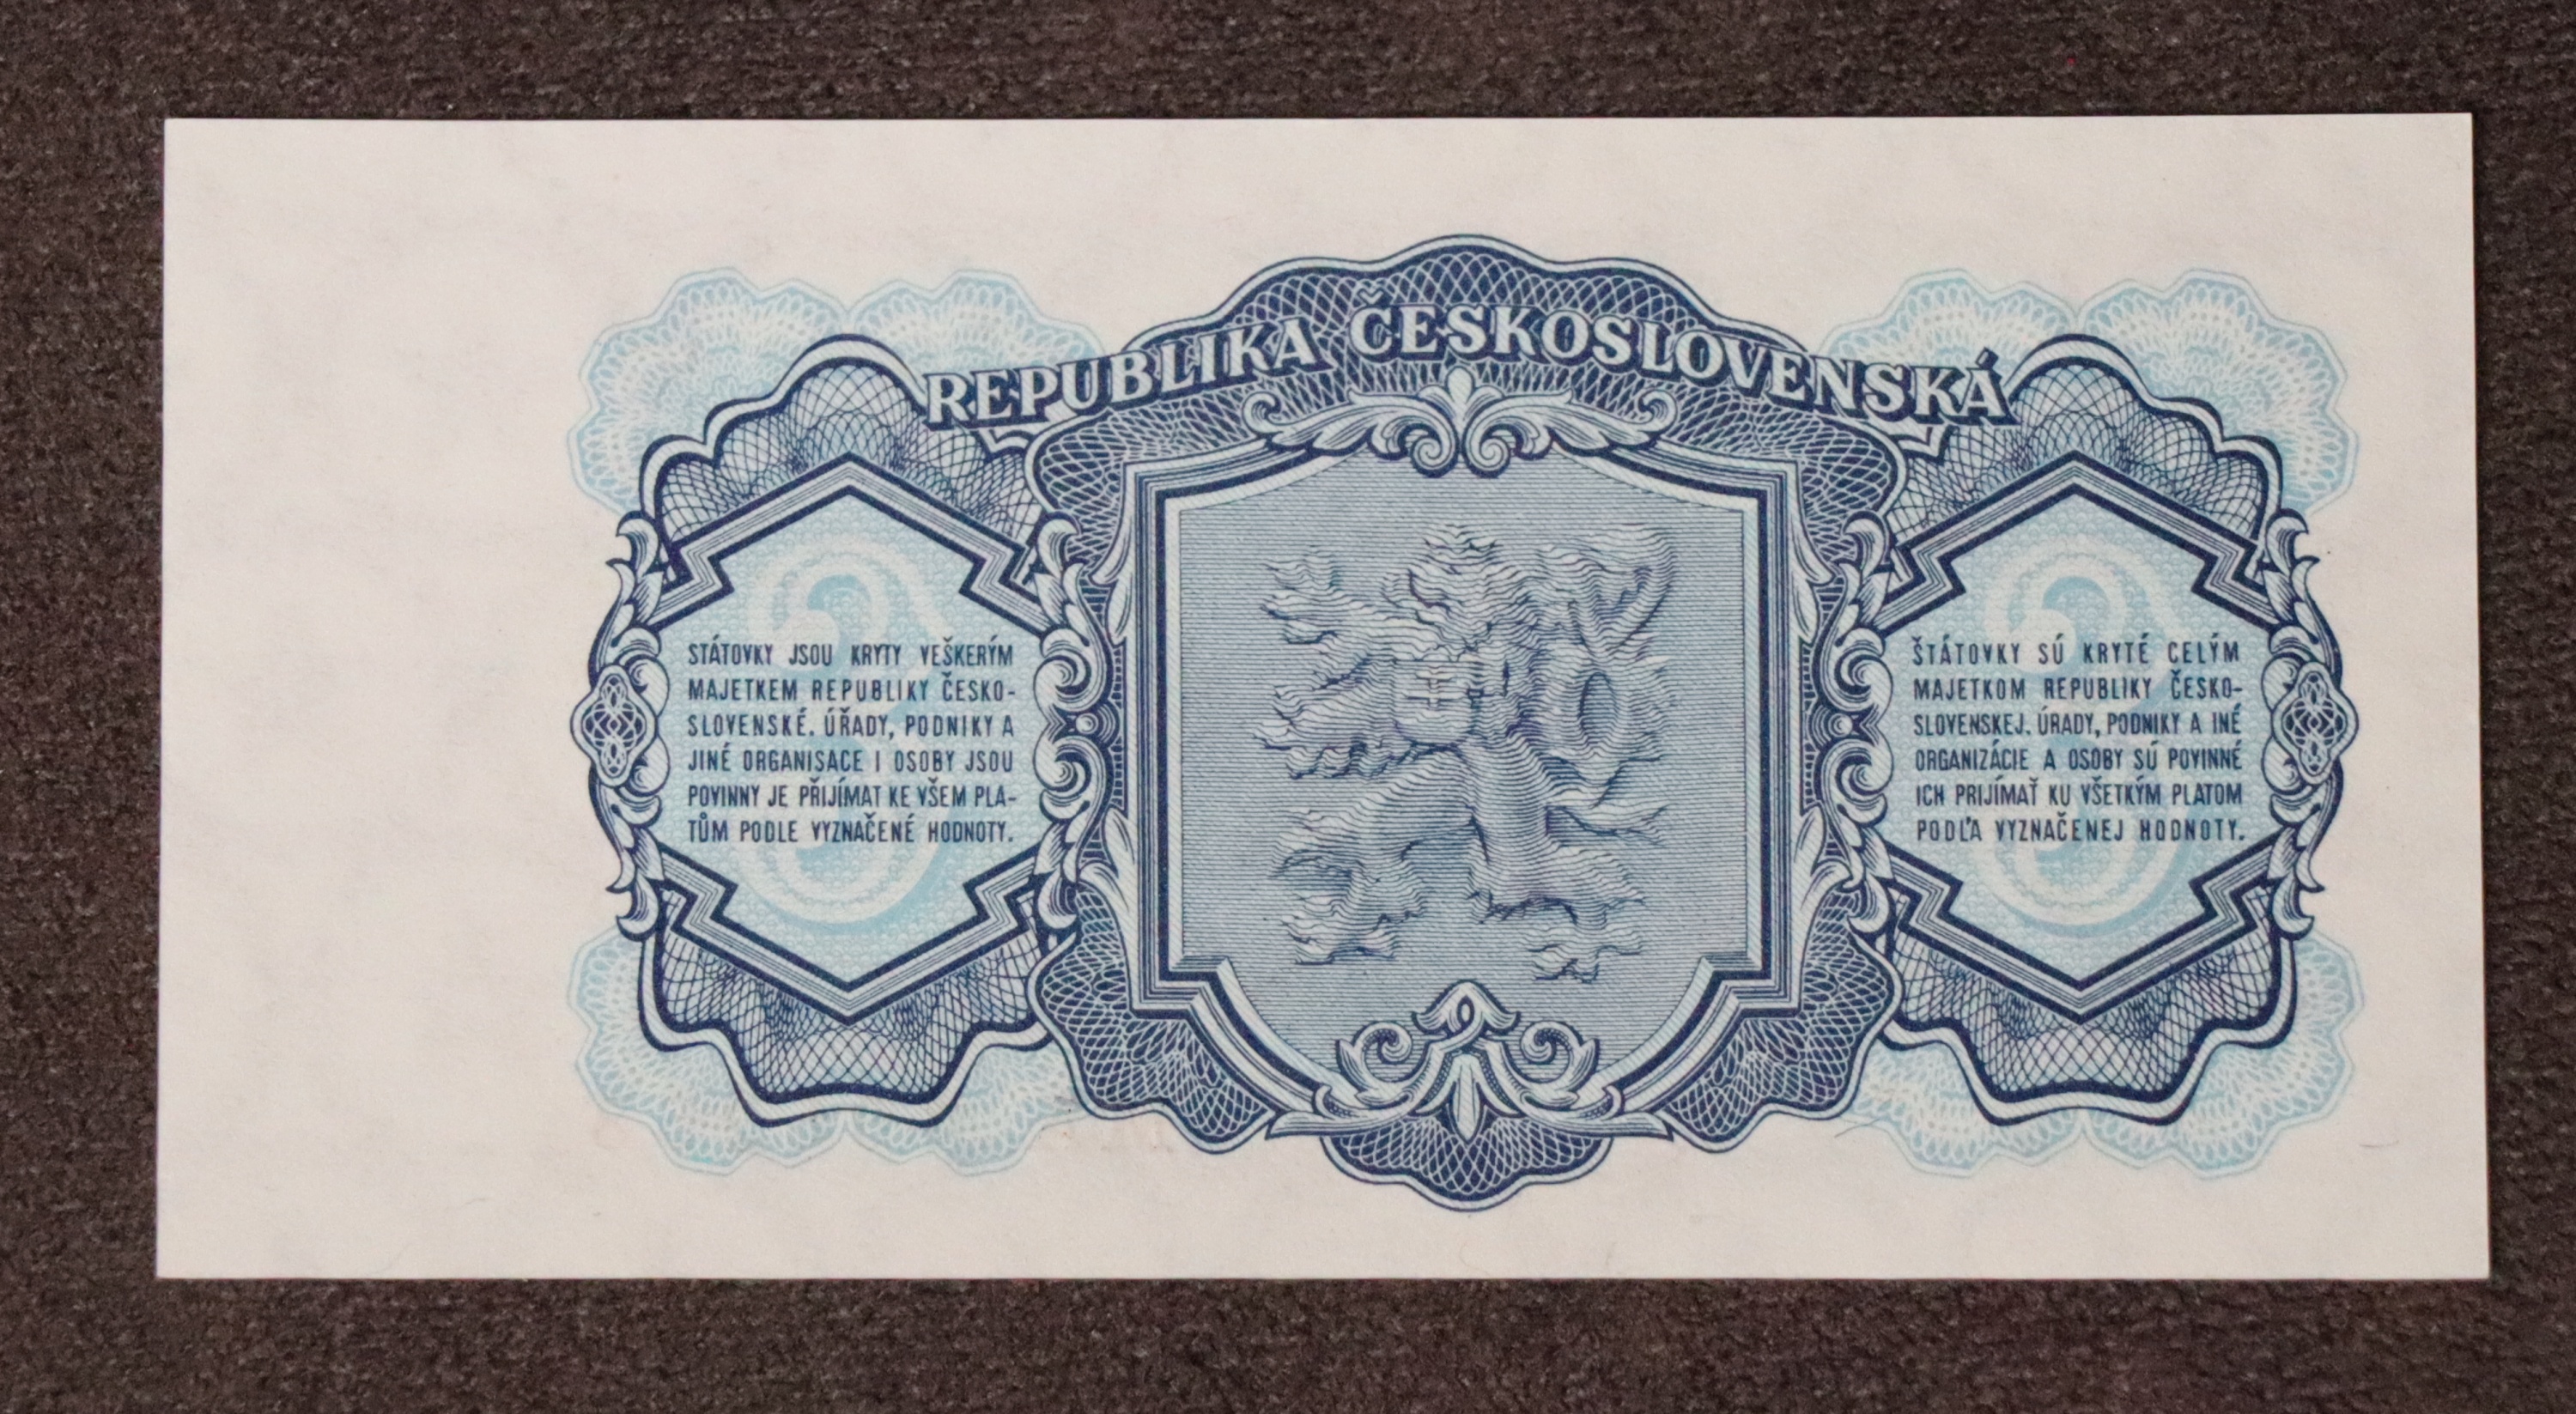 REPUBLIKA ČESKOSLOVENSKÁ
3
STÁTOVKY JSOU KRYTY VEŠKERÝM
MAJETKEM REPUBLIKY ČESKO-
SLOVENSKÉ. ÚŘADY, PODNIKY A
JINÉ ORGANISACE I OSOBY JSOU
POVINNY JE PŘIJÍMAT KE VŠEM PLA-
TŮM PODLE VYZNAČENÉ HODNOTY.
3
ŠTÁTOVKY SÚ KRYTÉ CELÝM
MAJETKOM REPUBLIKY ČESKO-
SLOVENSKEJ. ÚRADY, PODNIKY A INÉ
ORGANIZÁCIE A OSOBY SÚ POVINNÉ
ICH PRIJÍMAŤ KU VŠETKÝM PLATOM
PODĽA VYZNAČENEJ HODNOTY.